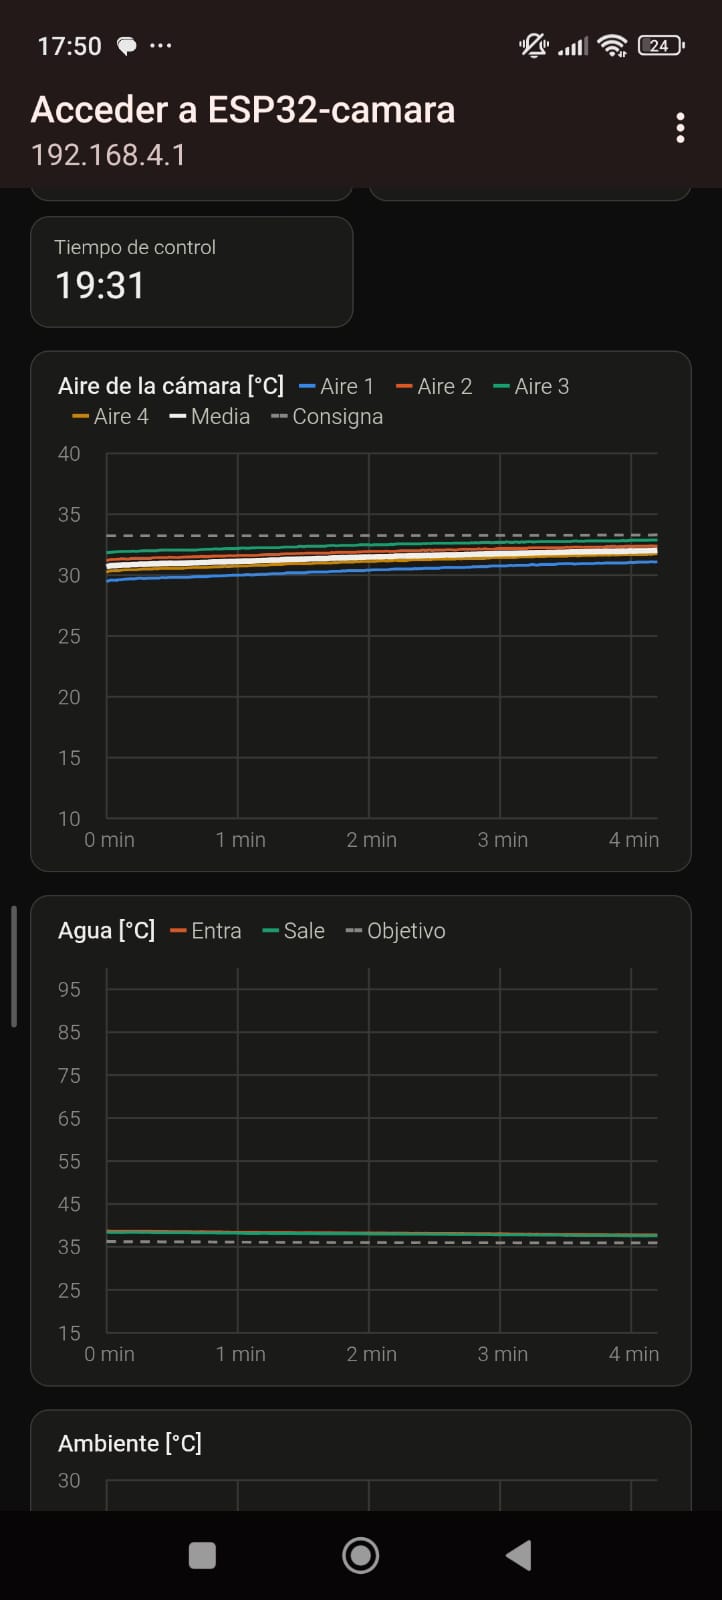 17:50 ··· 24
Acceder a ESP32-camara
192.168.4.1
Tiempo de control
19:31
Aire de la cámara [°C] Aire 1 Aire 2 Aire 3
Aire 4 Media Consigna
40
35
30
25
20
15
10
0 min 1 min 2 min 3 min 4 min
Agua [°C] Entra Sale Objetivo
95
85
75
65
55
45
35
25
15
0 min 1 min 2 min 3 min 4 min
Ambiente [°C]
30